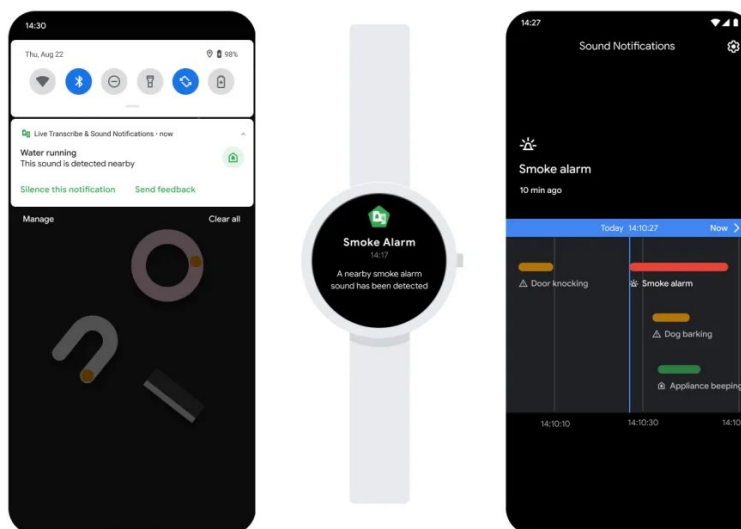 14:30
Thu, Aug 22
98%
Live Transcribe & Sound Notifications • now
Water running
This sound is detected nearby
Silence this notification Send feedback
Manage Clear all
Smoke Alarm
14:17
A nearby smoke alarm
sound has been detected
14:27
Sound Notifications
Smoke alarm
10 min ago
Today 14:10:27 Now
Door knocking
Smoke alarm
Dog barking
Appliance beeping
14:10:10 14:10:30 14:10